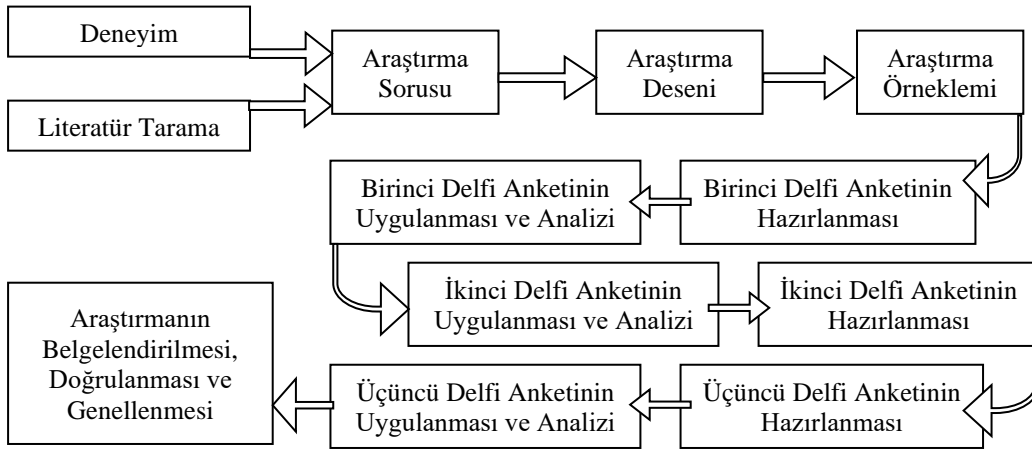 Deneyim
Literatür Tarama
Araştırma
Sorusu
Araştırma
Deseni
Araştırma
Örneklemi
Birinci Delfi Anketinin
Hazırlanması
Birinci Delfi Anketinin
Uygulanması ve Analizi
İkinci Delfi Anketinin
Uygulanması ve Analizi
İkinci Delfi Anketinin
Hazırlanması
Üçüncü Delfi Anketinin
Hazırlanması
Üçüncü Delfi Anketinin
Uygulanması ve Analizi
Araştırmanın
Belgelendirilmesi,
Doğrulanması ve
Genellenmesi